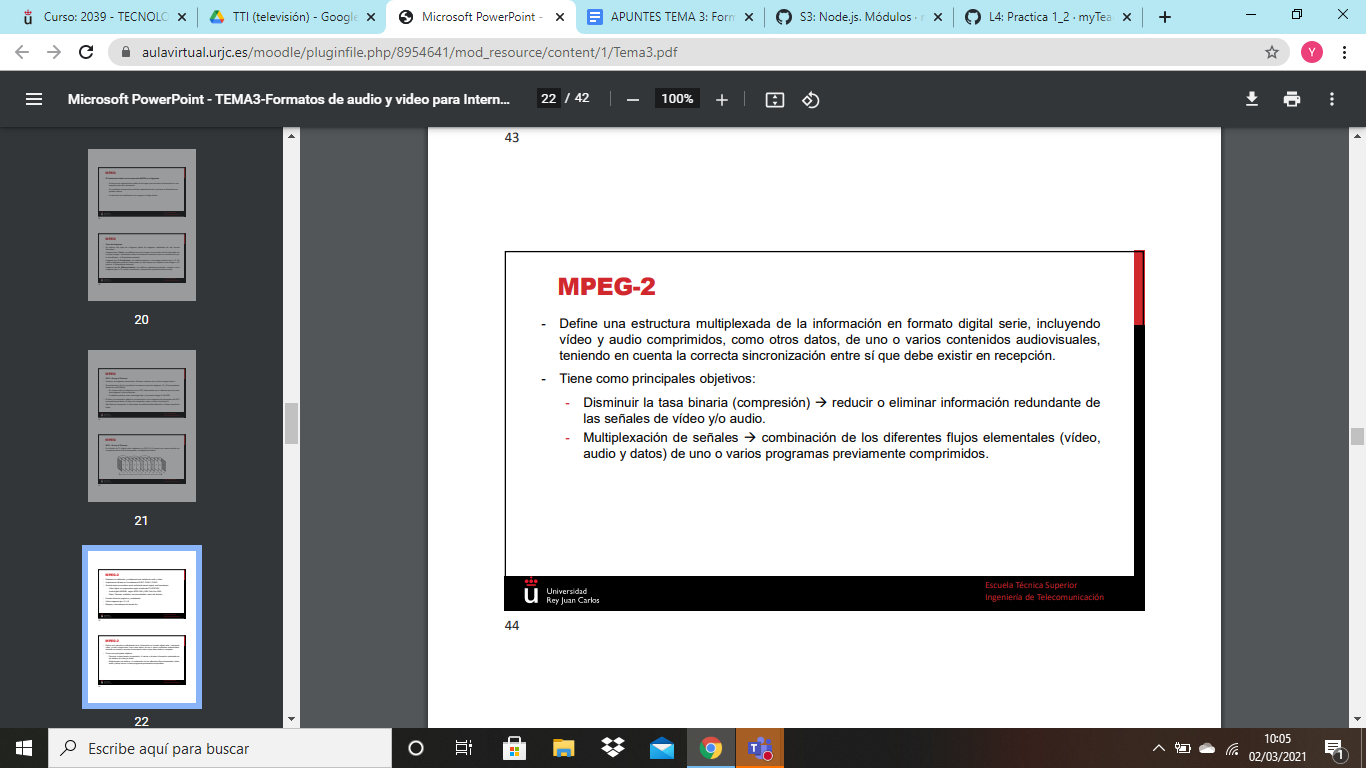 Curso: 2039 - TECNOLO
TTI (televisión) - Google
Microsoft PowerPoint -
APUNTES TEMA 3: Form
S3: Node.js. Módulos ·
L4: Practica 1_2 · myTea
aulavirtual.urjc.es/moodle/pluginfile.php/8954641/mod_resource/content/1/Tema3.pdf
Y
Microsoft PowerPoint - TEMA3-Formatos de audio y video para Intern...
22 / 42
100%
20
21
22
43
MPEG-2
- Define una estructura multiplexada de la información en formato digital serie, incluyendo
vídeo y audio comprimidos, como otros datos, de uno o varios contenidos audiovisuales,
teniendo en cuenta la correcta sincronización entre sí que debe existir en recepción.
- Tiene como principales objetivos:
- Disminuir la tasa binaria (compresión) → reducir o eliminar información redundante de
las señales de vídeo y/o audio.
- Multiplexación de señales → combinación de los diferentes flujos elementales (vídeo,
audio y datos) de uno o varios programas previamente comprimidos.
u Universidad
Rey Juan Carlos
Escuela Técnica Superior
Ingeniería de Telecomunicación
44
Escribe aquí para buscar
10:05
02/03/2021
1